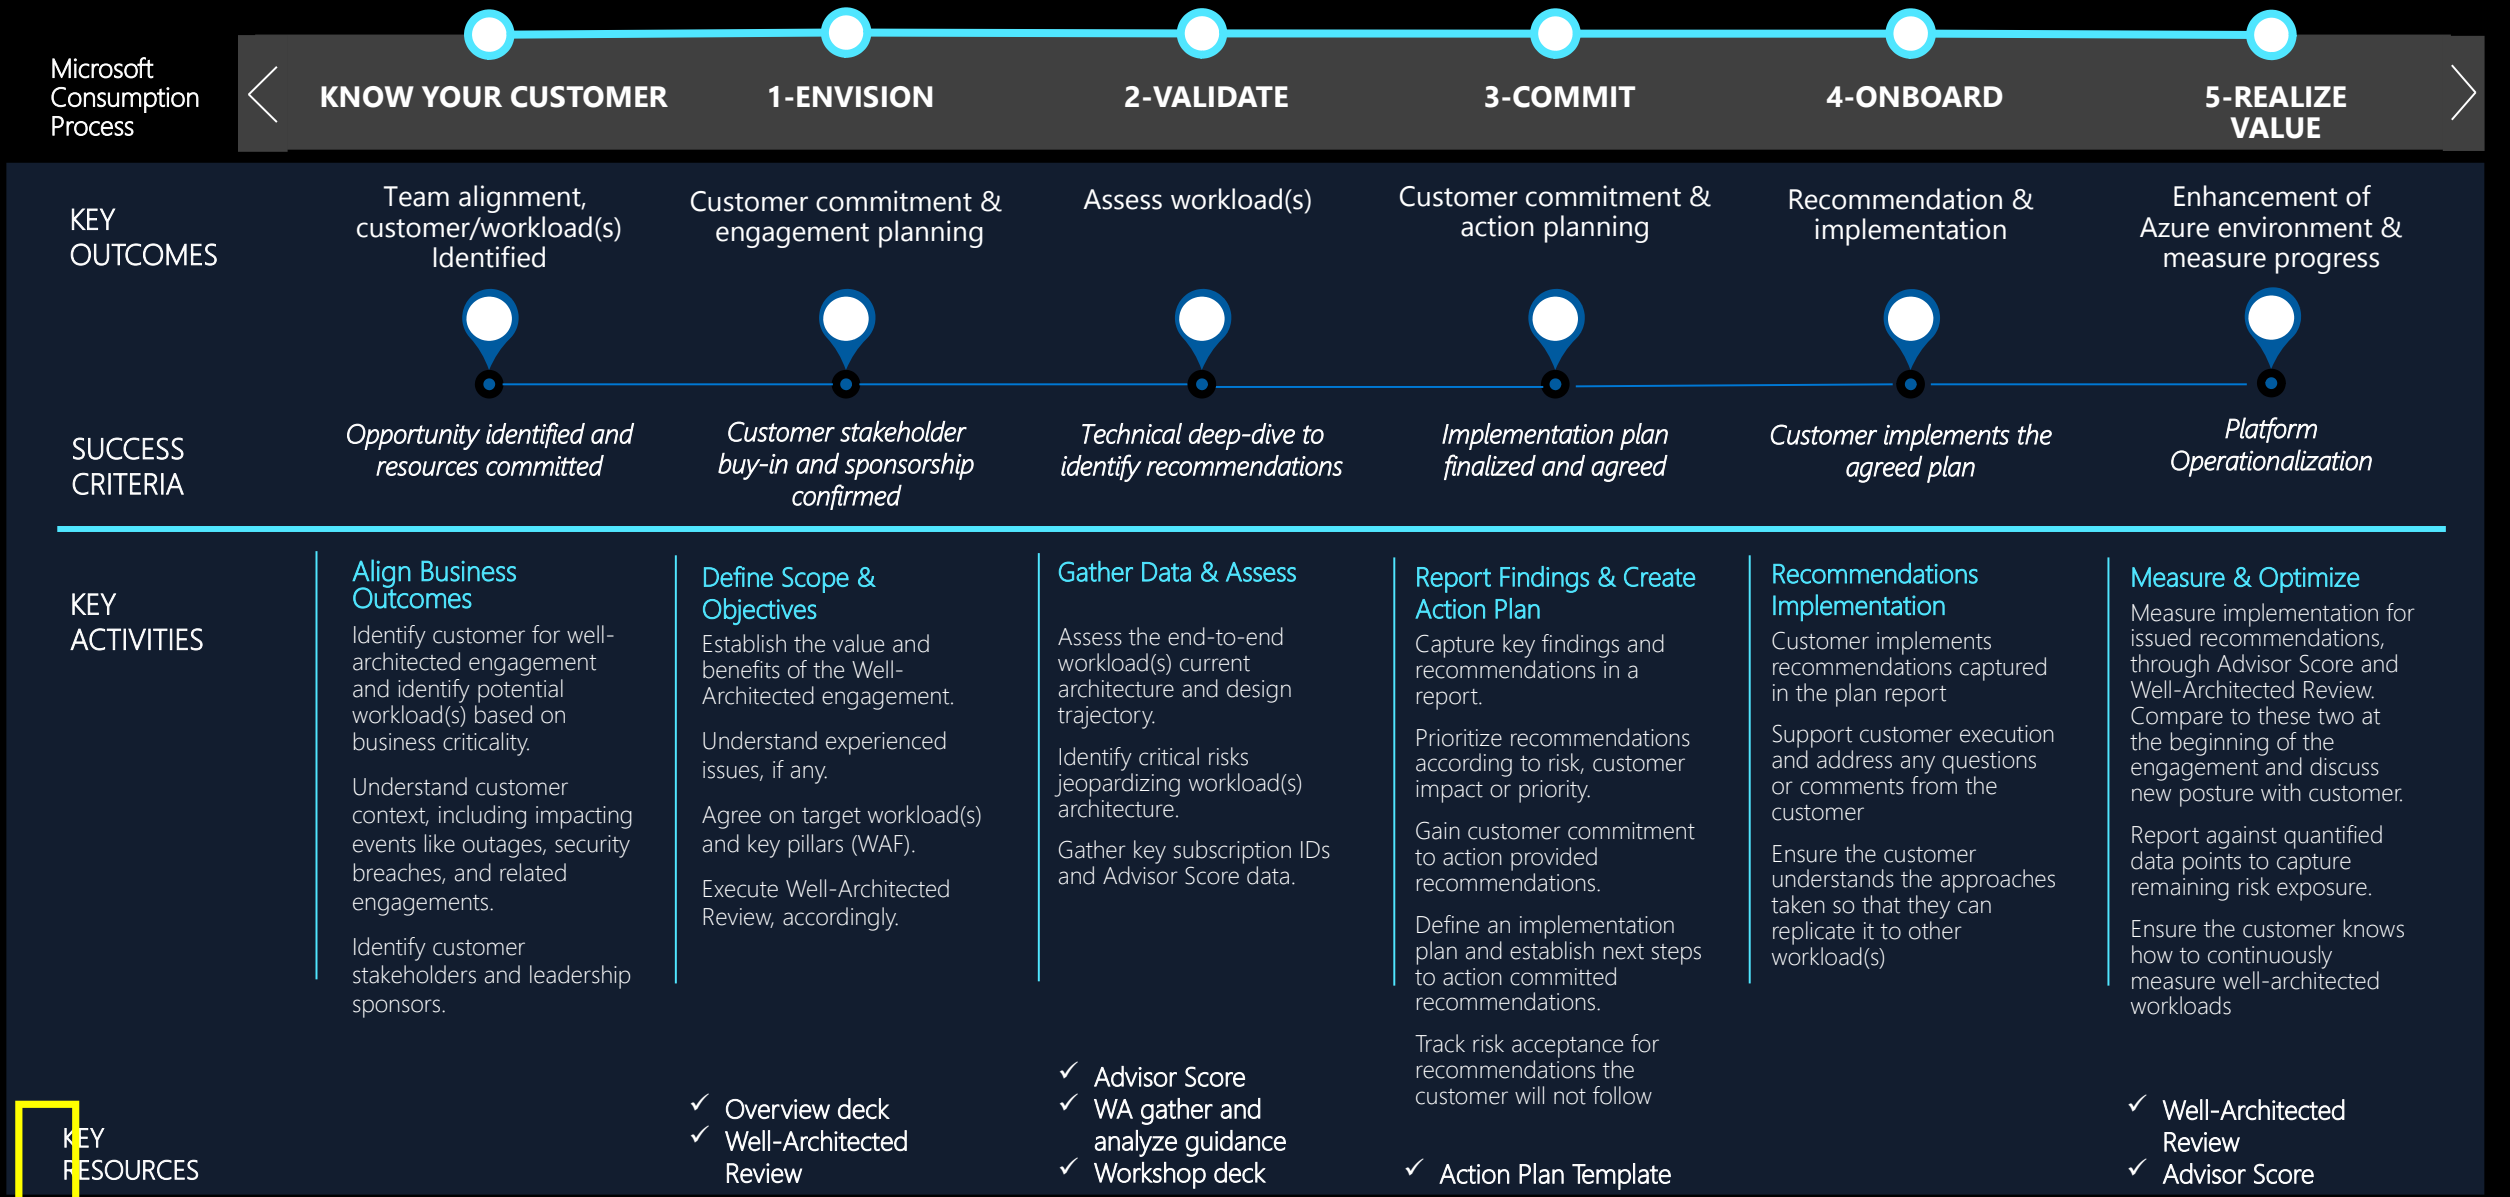 Microsoft
Consumption
Process
KNOW YOUR CUSTOMER
1-ENVISION
2-VALIDATE
3-COMMIT
4-ONBOARD
5-REALIZE
VALUE
KEY
OUTCOMES
Team alignment,
customer/workload(s)
Identified
Customer commitment &
engagement planning
Assess workload(s)
Customer commitment &
action planning
Recommendation &
implementation
Enhancement of
Azure environment &
measure progress
SUCCESS
CRITERIA
Opportunity identified and
resources committed
Customer stakeholder
buy-in and sponsorship
confirmed
Technical deep-dive to
identify recommendations
Implementation plan
finalized and agreed
Customer implements the
agreed plan
Platform
Operationalization
KEY
ACTIVITIES
Align Business
Outcomes
Identify customer for well-
architected engagement
and identify potential
workload(s) based on
business criticality.
Understand customer
context, including impacting
events like outages, security
breaches, and related
engagements.
Identify customer
stakeholders and leadership
sponsors.
Define Scope &
Objectives
Establish the value and
benefits of the Well-
Architected engagement.
Understand experienced
issues, if any.
Agree on target workload(s)
and key pillars (WAF).
Execute Well-Architected
Review, accordingly.
Gather Data & Assess
Assess the end-to-end
workload(s) current
architecture and design
trajectory.
Identify critical risks
jeopardizing workload(s)
architecture.
Gather key subscription IDs
and Advisor Score data.
Report Findings & Create
Action Plan
Capture key findings and
recommendations in a
report.
Prioritize recommendations
according to risk, customer
impact or priority.
Gain customer commitment
to action provided
recommendations.
Define an implementation
plan and establish next steps
to action committed
recommendations.
Track risk acceptance for
recommendations the
customer will not follow
Recommendations
Implementation
Customer implements
recommendations captured
in the plan report
Support customer execution
and address any questions
or comments from the
customer
Ensure the customer
understands the approaches
taken so that they can
replicate it to other
workload(s)
Measure & Optimize
Measure implementation for
issued recommendations,
through Advisor Score and
Well-Architected Review.
Compare to these two at
the beginning of the
engagement and discuss
new posture with customer.
Report against quantified
data points to capture
remaining risk exposure.
Ensure the customer knows
how to continuously
measure well-architected
workloads
KEY
RESOURCES
✓ Overview deck
✓ Well-Architected
Review
✓ Advisor Score
✓ WA gather and
analyze guidance
✓ Workshop deck
✓ Action Plan Template
✓ Well-Architected
Review
✓ Advisor Score